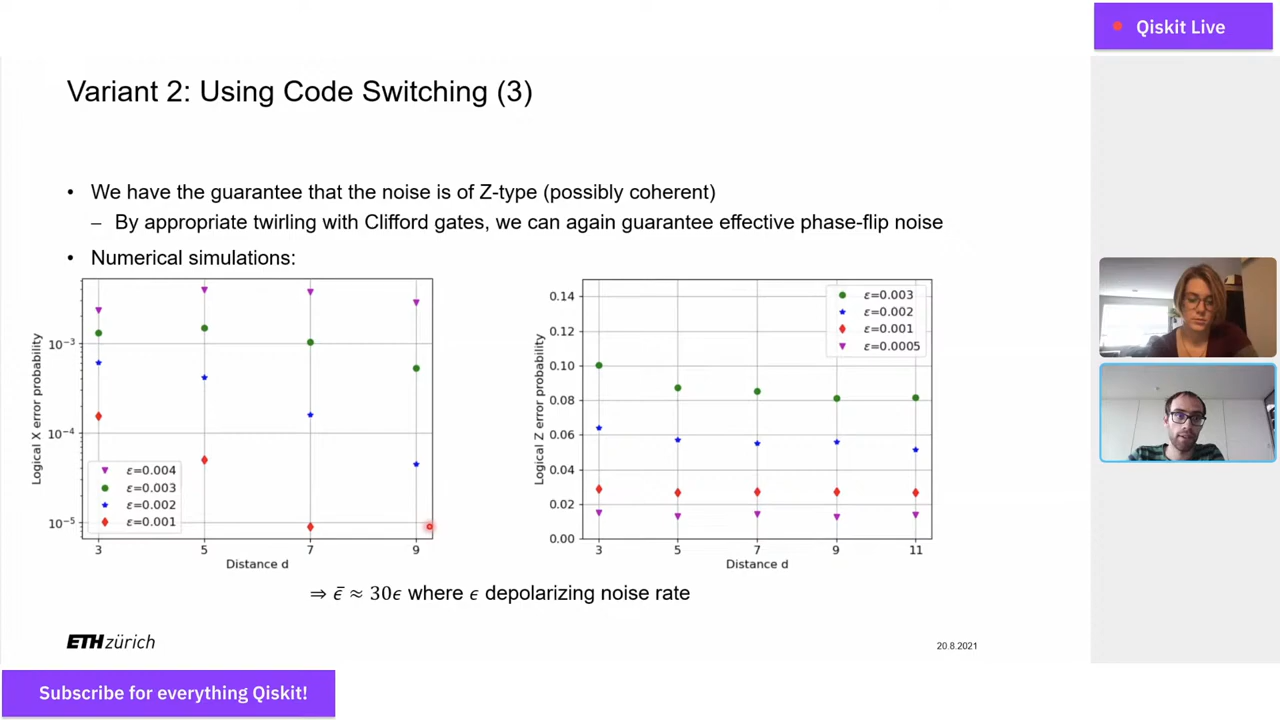 Qiskit Live
Variant 2: Using Code Switching (3)
• We have the guarantee that the noise is of Z-type (possibly coherent)
– By appropriate twirling with Clifford gates, we can again guarantee effective phase-flip noise
• Numerical simulations:
Logical X error probability
10⁻³
10⁻⁴
10⁻⁵
ε=0.004
ε=0.003
ε=0.002
ε=0.001
3 5 7 9
Distance d
Logical Z error probability
0.14
0.12
0.10
0.08
0.06
0.04
0.02
0.00
ε=0.003
ε=0.002
ε=0.001
ε=0.0005
3 5 7 9 11
Distance d
⇒ ϵ̄ ≈ 30ϵ where ϵ depolarizing noise rate
ETH zürich
20.8.2021
Subscribe for everything Qiskit!